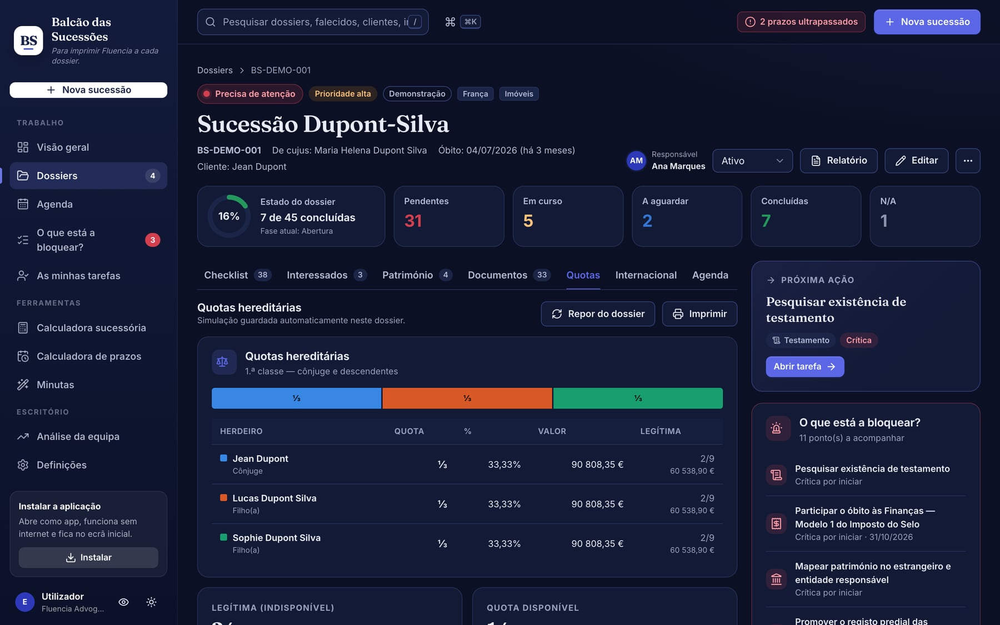 BS
Balcão das
Sucessões
Para imprimir Fluencia a cada
dossier.
+ Nova sucessão
TRABALHO
Visão geral
Dossiers 4
Agenda
O que está a
bloquear? 3
As minhas tarefas
FERRAMENTAS
Calculadora sucessória
Calculadora de prazos
Minutas
ESCRITÓRIO
Análise da equipa
Definições
Instalar a aplicação
Abre como app, funciona sem
internet e fica no ecrã inicial.
Instalar
E
Utilizador
Fluencia Advog...
Pesquisar dossiers, falecidos, clientes, i /
⌘ ⌘K
2 prazos ultrapassados
+ Nova sucessão
Dossiers > BS-DEMO-001
Precisa de atenção Prioridade alta Demonstração França Imóveis
Sucessão Dupont-Silva
BS-DEMO-001 De cujus: Maria Helena Dupont Silva Óbito: 04/07/2026 (há 3 meses)
Cliente: Jean Dupont
AM
Responsável
Ana Marques
Ativo
Relatório
Editar
...
16%
Estado do dossier
7 de 45 concluídas
Fase atual: Abertura
Pendentes
31
Em curso
5
A aguardar
2
Concluídas
7
N/A
1
Checklist 38 Interessados 3 Património 4 Documentos 33 Quotas Internacional Agenda
Quotas hereditárias
Simulação guardada automaticamente neste dossier.
Repor do dossier
Imprimir
Quotas hereditárias
1.ª classe — cônjuge e descendentes
⅓ ⅓ ⅓
HERDEIRO QUOTA % VALOR LEGÍTIMA
Jean Dupont ⅓ 33,33% 90 808,35 € 2/9
Cônjuge 60 538,90 €
Lucas Dupont Silva ⅓ 33,33% 90 808,35 € 2/9
Filho(a) 60 538,90 €
Sophie Dupont Silva ⅓ 33,33% 90 808,35 € 2/9
Filho(a) 60 538,90 €
LEGÍTIMA (INDISPONÍVEL)
QUOTA DISPONÍVEL
→ PRÓXIMA AÇÃO
Pesquisar existência de
testamento
Testamento Crítica
Abrir tarefa →
O que está a bloquear?
11 ponto(s) a acompanhar
Pesquisar existência de testamento
Crítica por iniciar
Participar o óbito às Finanças —
Modelo 1 do Imposto do Selo
Crítica por iniciar · 31/10/2026
Mapear património no estrangeiro e
entidade responsável
Crítica por iniciar
Promover o registo predial das